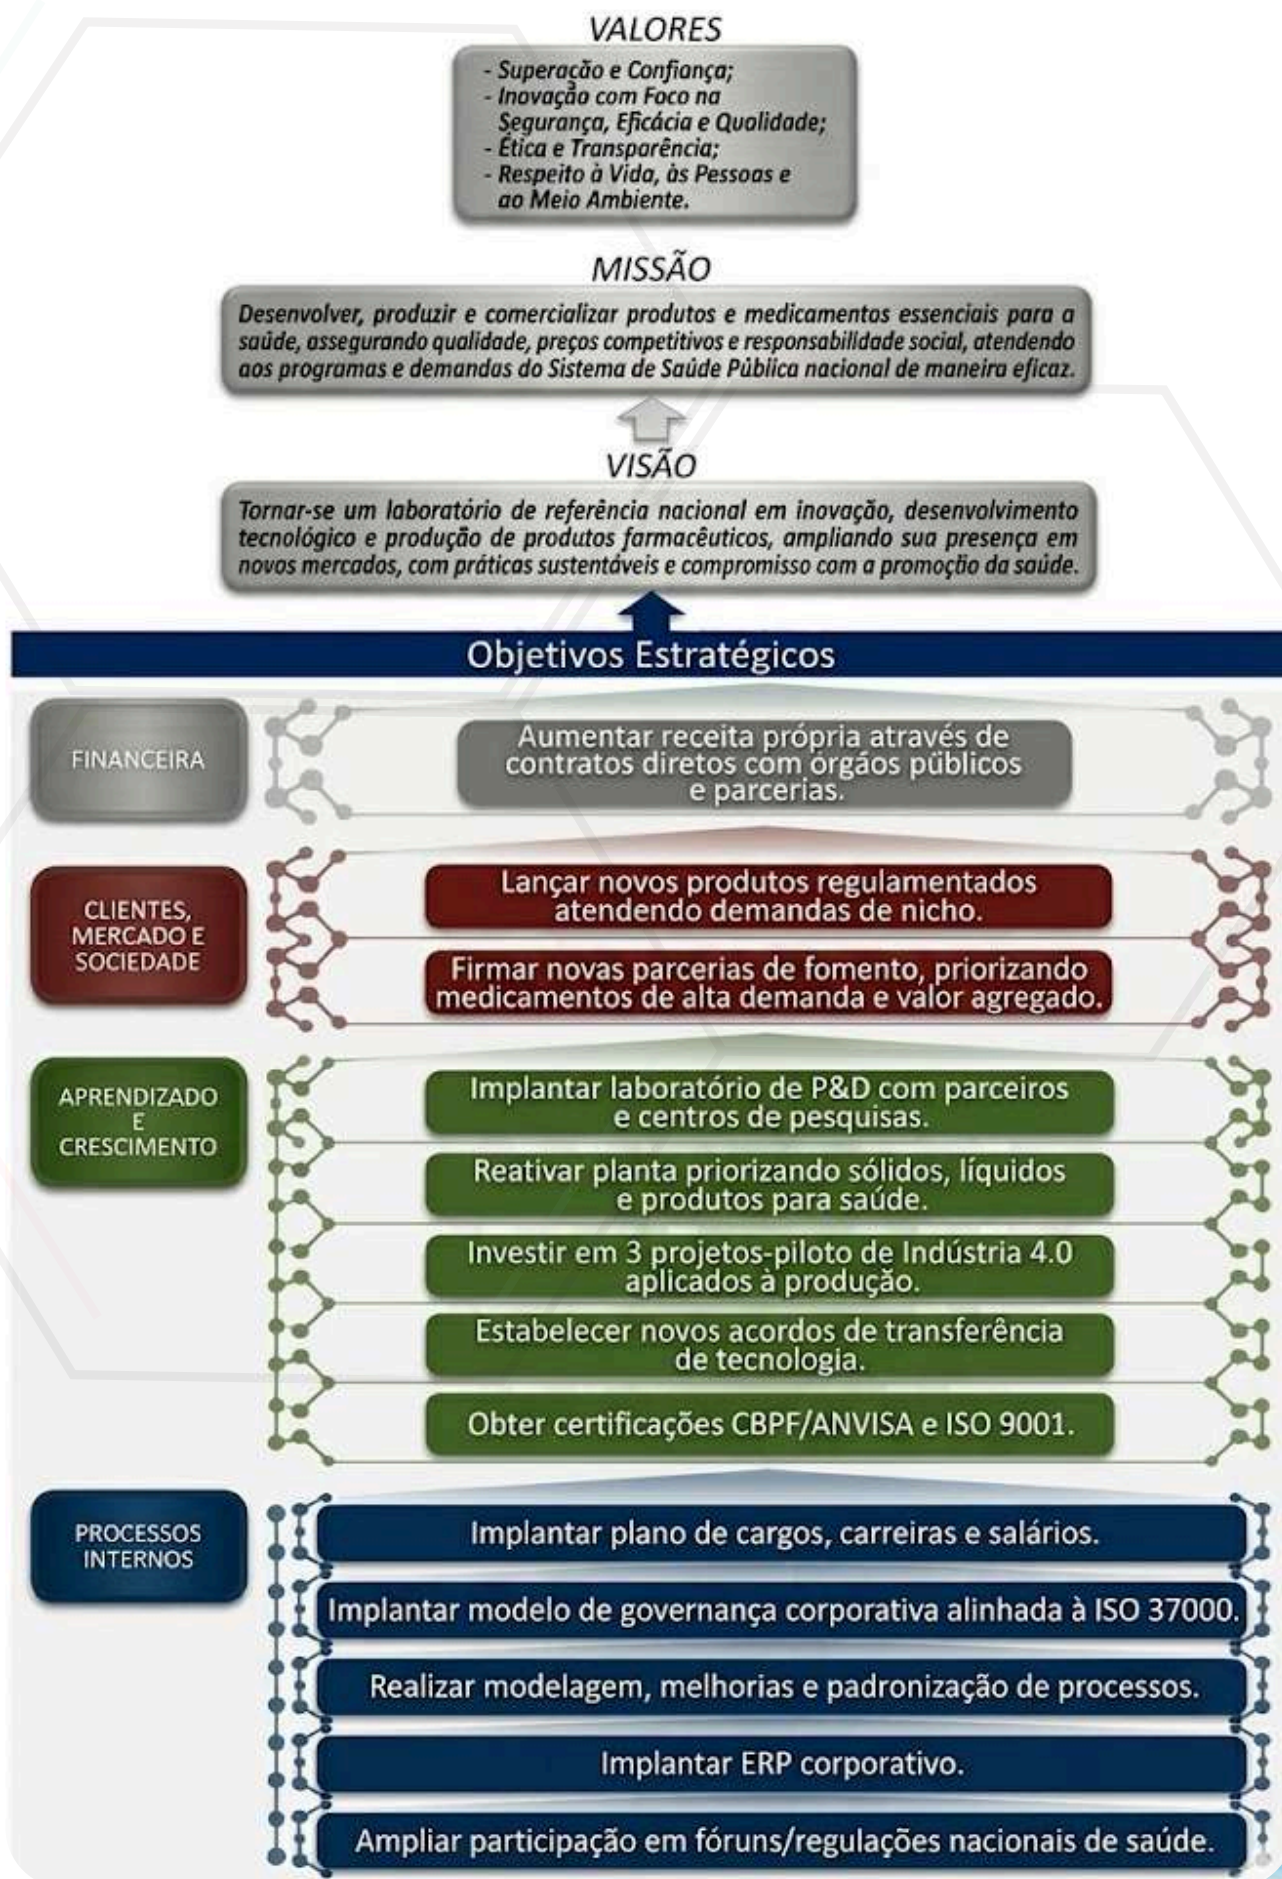 VALORES
- Superação e Confiança;
- Inovação com Foco na
Segurança, Eficácia e Qualidade;
- Ética e Transparência;
- Respeito à Vida, às Pessoas e
ao Meio Ambiente.
MISSÃO
Desenvolver, produzir e comercializar produtos e medicamentos essenciais para a
saúde, assegurando qualidade, preços competitivos e responsabilidade social, atendendo
aos programas e demandas do Sistema de Saúde Pública nacional de maneira eficaz.
VISÃO
Tornar-se um laboratório de referência nacional em inovação, desenvolvimento
tecnológico e produção de produtos farmacêuticos, ampliando sua presença em
novos mercados, com práticas sustentáveis e compromisso com a promoção da saúde.
Objetivos Estratégicos
FINANCEIRA
Aumentar receita própria através de
contratos diretos com órgãos públicos
e parcerias.
CLIENTES,
MERCADO E
SOCIEDADE
Lançar novos produtos regulamentados
atendendo demandas de nicho.
Firmar novas parcerias de fomento, priorizando
medicamentos de alta demanda e valor agregado.
APRENDIZADO
E
CRESCIMENTO
Implantar laboratório de P&D com parceiros
e centros de pesquisas.
Reativar planta priorizando sólidos, líquidos
e produtos para saúde.
Investir em 3 projetos-piloto de Indústria 4.0
aplicados à produção.
Estabelecer novos acordos de transferência
de tecnologia.
Obter certificações CBPF/ANVISA e ISO 9001.
PROCESSOS
INTERNOS
Implantar plano de cargos, carreiras e salários.
Implantar modelo de governança corporativa alinhada à ISO 37000.
Realizar modelagem, melhorias e padronização de processos.
Implantar ERP corporativo.
Ampliar participação em fóruns/regulações nacionais de saúde.